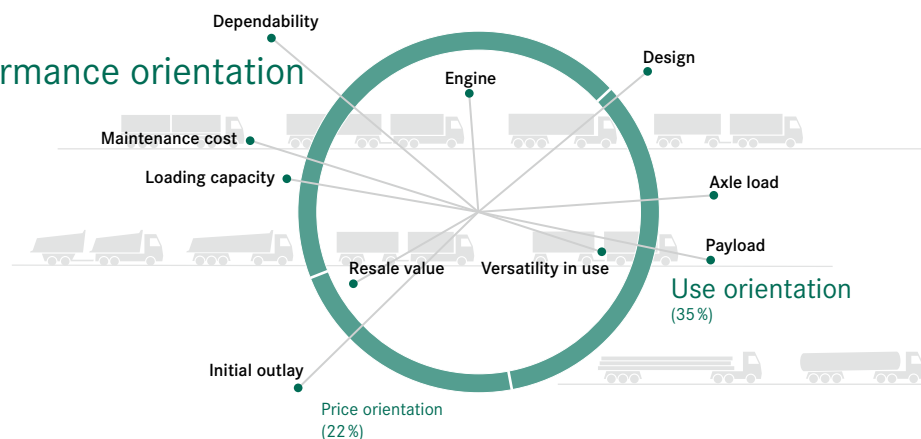 Dependability
Design
rmance orientation
Engine
Maintenance cost
Loading capacity
Axle load
Payload
Resale value
Versatility in use
Use orientation
(35 %)
Initial outlay
Price orientation
(22 %)